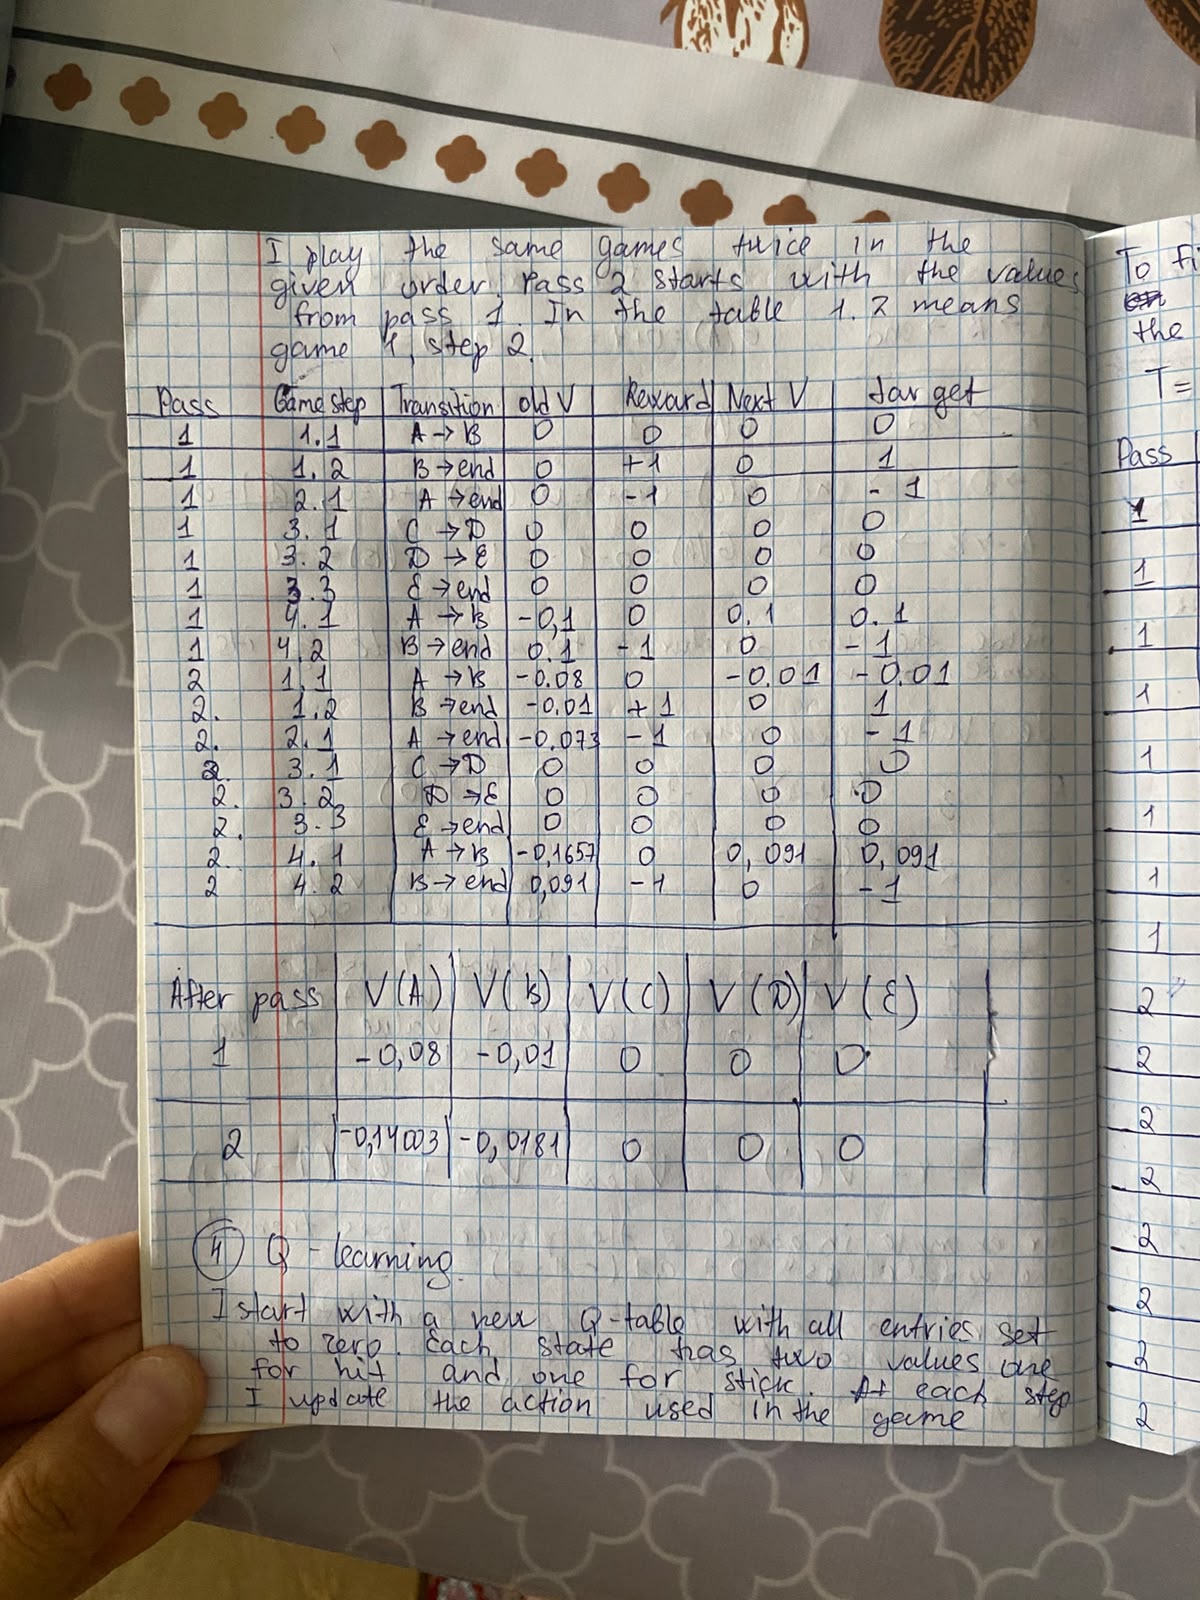 I play the same games twice in the
given order. Pass 2 starts with the values
from pass 1. In the table 1.2 means
game 1, step 2.
Pass Game step Transition old V Reward Next V target
1 1.1 A → B 0 0 0 0
1 1.2 B → end 0 +1 0 1
1 2.1 A → end 0 -1 0 -1
1 3.1 C → D 0 0 0 0
1 3.2 D → E 0 0 0 0
1 3.3 E → end 0 0 0 0
1 4.1 A → B -0,1 0 0.1 0.1
1 4.2 B → end 0.1 -1 0 -1
2 1.1 A → B -0.08 0 -0.01 -0.01
2. 1.2 B → end -0.01 +1 0 1
2. 2.1 A → end -0.073 -1 0 -1
2. 3.1 C → D 0 0 0 0
2. 3.2 D → E 0 0 0 0
2. 3.3 E → end 0 0 0 0
2. 4.1 A → B -0,1657 0 0,091 0,091
2 4.2 B → end 0,091 -1 0 -1
After pass V(A) V(B) V(C) V(D) V(E)
1 -0,08 -0,01 0 0 0
2 -0,14003 -0,0181 0 0 0
4 Q - learning.
I start with a new Q-table with all entries set
to zero. Each state has two values one
for hit and one for stick. At each step
I update the action used in the game
To fi
the
T =
Pass
1
1
1
1
1
1
1
1
2
2
2
2
2
2
2
2